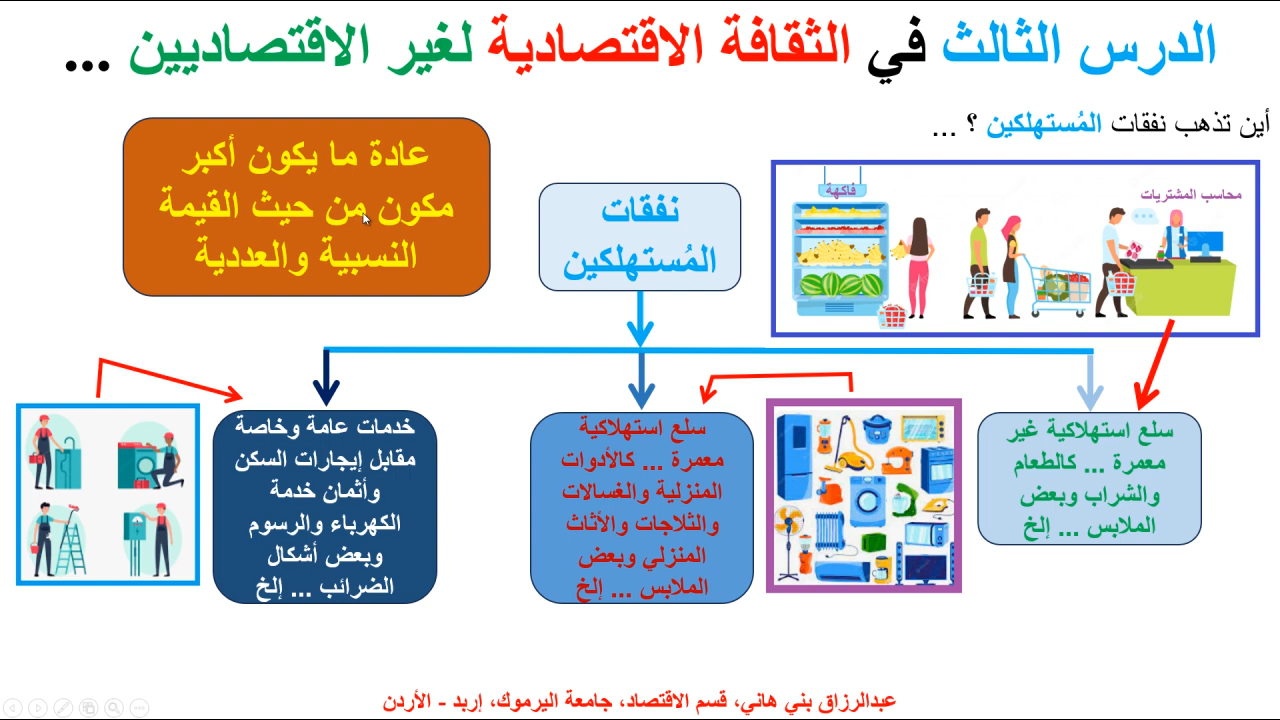 الدرس الثالث في الثقافة الاقتصادية لغير الاقتصاديين ...
أين تذهب نفقات المُستهلكين ؟ ...
محاسب المشتريات
فاكهة
نفقات
المُستهلكين
عادة ما يكون أكبر
مكون من حيث القيمة
النسبية والعددية
سلع استهلاكية غير
معمرة ... كالطعام
والشراب وبعض
الملابس ... إلخ
سلع استهلاكية
معمرة ... كالأدوات
المنزلية والغسالات
والثلاجات والأثاث
المنزلي وبعض
الملابس ... إلخ
خدمات عامة وخاصة
مقابل إيجارات السكن
وأثمان خدمة
الكهرباء والرسوم
وبعض أشكال
الضرائب ... إلخ
عبدالرزاق بني هاني، قسم الاقتصاد، جامعة اليرموك، إربد - الأردن